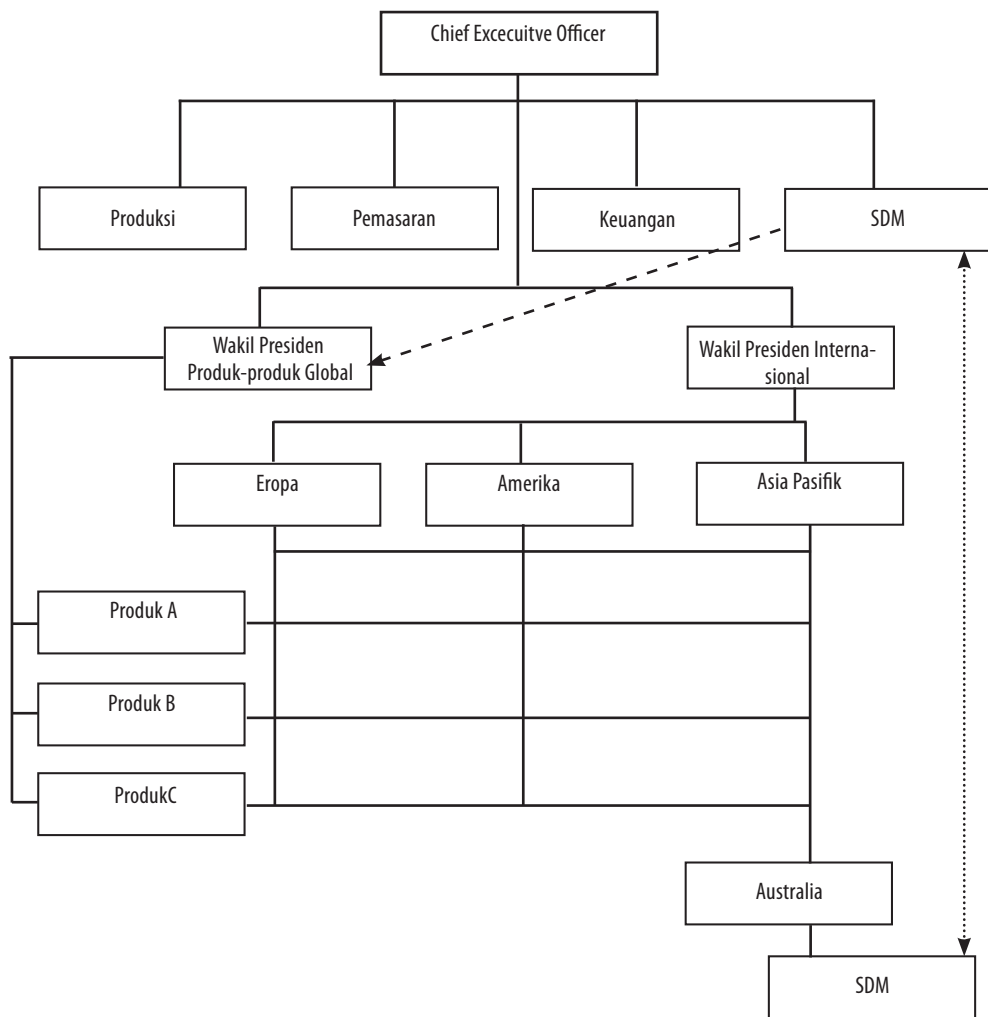 Chief Excecuitve Officer
Produksi
Pemasaran
Keuangan
SDM
Wakil Presiden
Produk-produk Global
Wakil Presiden Interna-
sional
Eropa
Amerika
Asia Pasifik
Produk A
Produk B
ProdukC
Australia
SDM